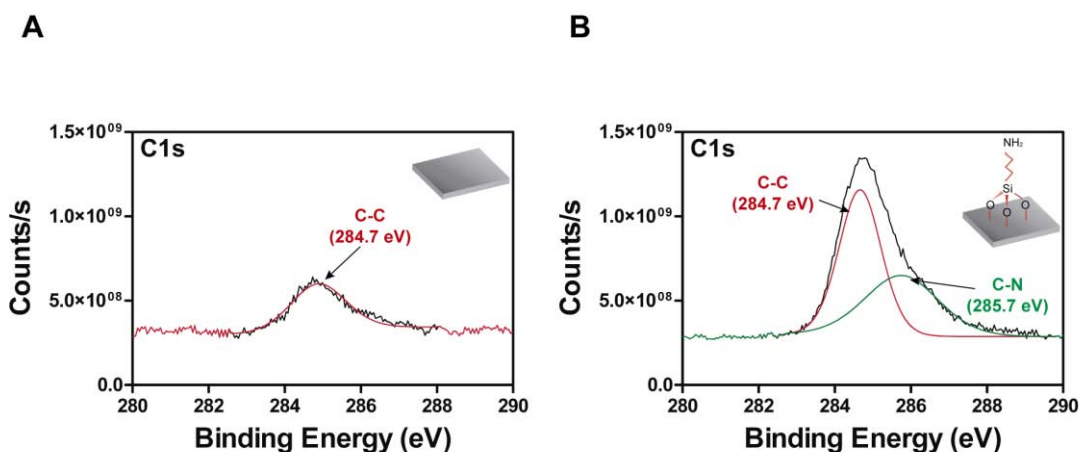 A
B
1.5×10⁰⁹
1.0×10⁰⁹
5.0×10⁰⁸
0.0
Counts/s
C1s
C-C
(284.7 eV)
280 282 284 286 288 290
Binding Energy (eV)
1.5×10⁰⁹
1.0×10⁰⁹
5.0×10⁰⁸
0.0
Counts/s
C1s
C-C
(284.7 eV)
C-N
(285.7 eV)
NH₂
Si
O O O
280 282 284 286 288 290
Binding Energy (eV)